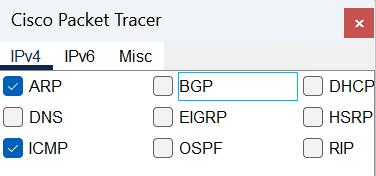 Cisco Packet Tracer
IPv4 IPv6 Misc
ARP BGP DHCP
DNS EIGRP HSRP
ICMP OSPF RIP